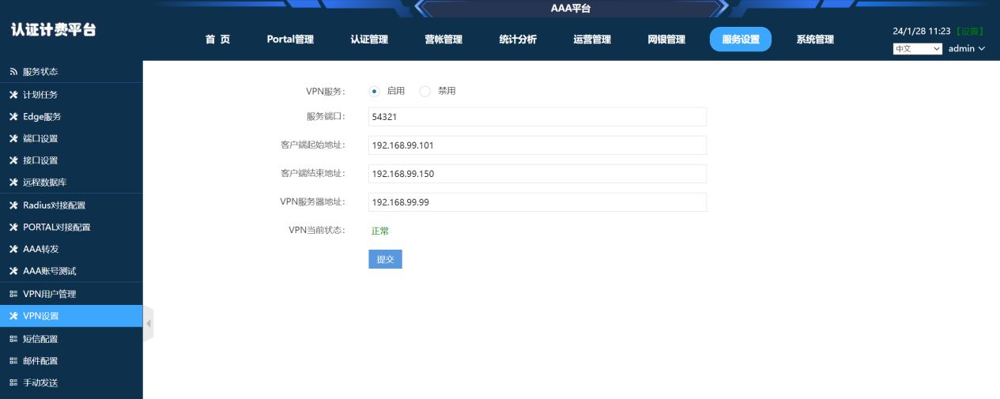 AAA平台
认证计费平台
首 页 Portal管理 认证管理 营帐管理 统计分析 运营管理 网银管理 服务设置 系统管理
24/1/28 11:23 【设置】
中文 admin
服务状态
计划任务
Edge服务
端口设置
接口设置
远程数据库
Radius对接配置
PORTAL对接配置
AAA转发
AAA账号测试
VPN用户管理
VPN设置
短信配置
邮件配置
手动发送
VPN服务： 启用 禁用
服务端口： 54321
客户端起始地址： 192.168.99.101
客户端结束地址： 192.168.99.150
VPN服务器地址： 192.168.99.99
VPN当前状态： 正常
提交